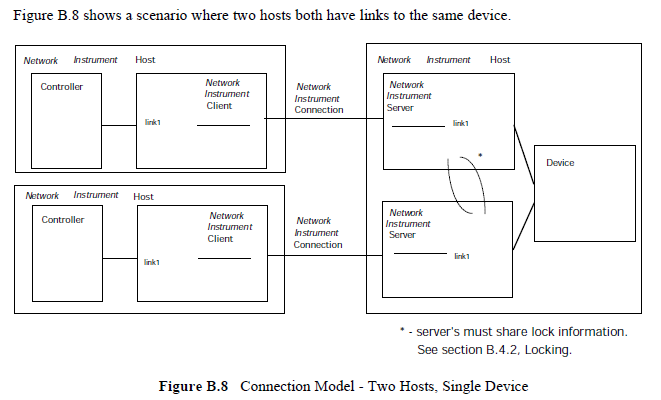 Figure B.8 shows a scenario where two hosts both have links to the same device.
Network Instrument Host
Controller
Network
Instrument
Client
link1
Network
Instrument
Connection
Network Instrument Host
Network
Instrument
Server
link1
*
Device
Network Instrument Host
Controller
Network
Instrument
Client
link1
Network
Instrument
Connection
Network
Instrument
Server
link1
* - server's must share lock information.
See section B.4.2, Locking.
Figure B.8 Connection Model - Two Hosts, Single Device